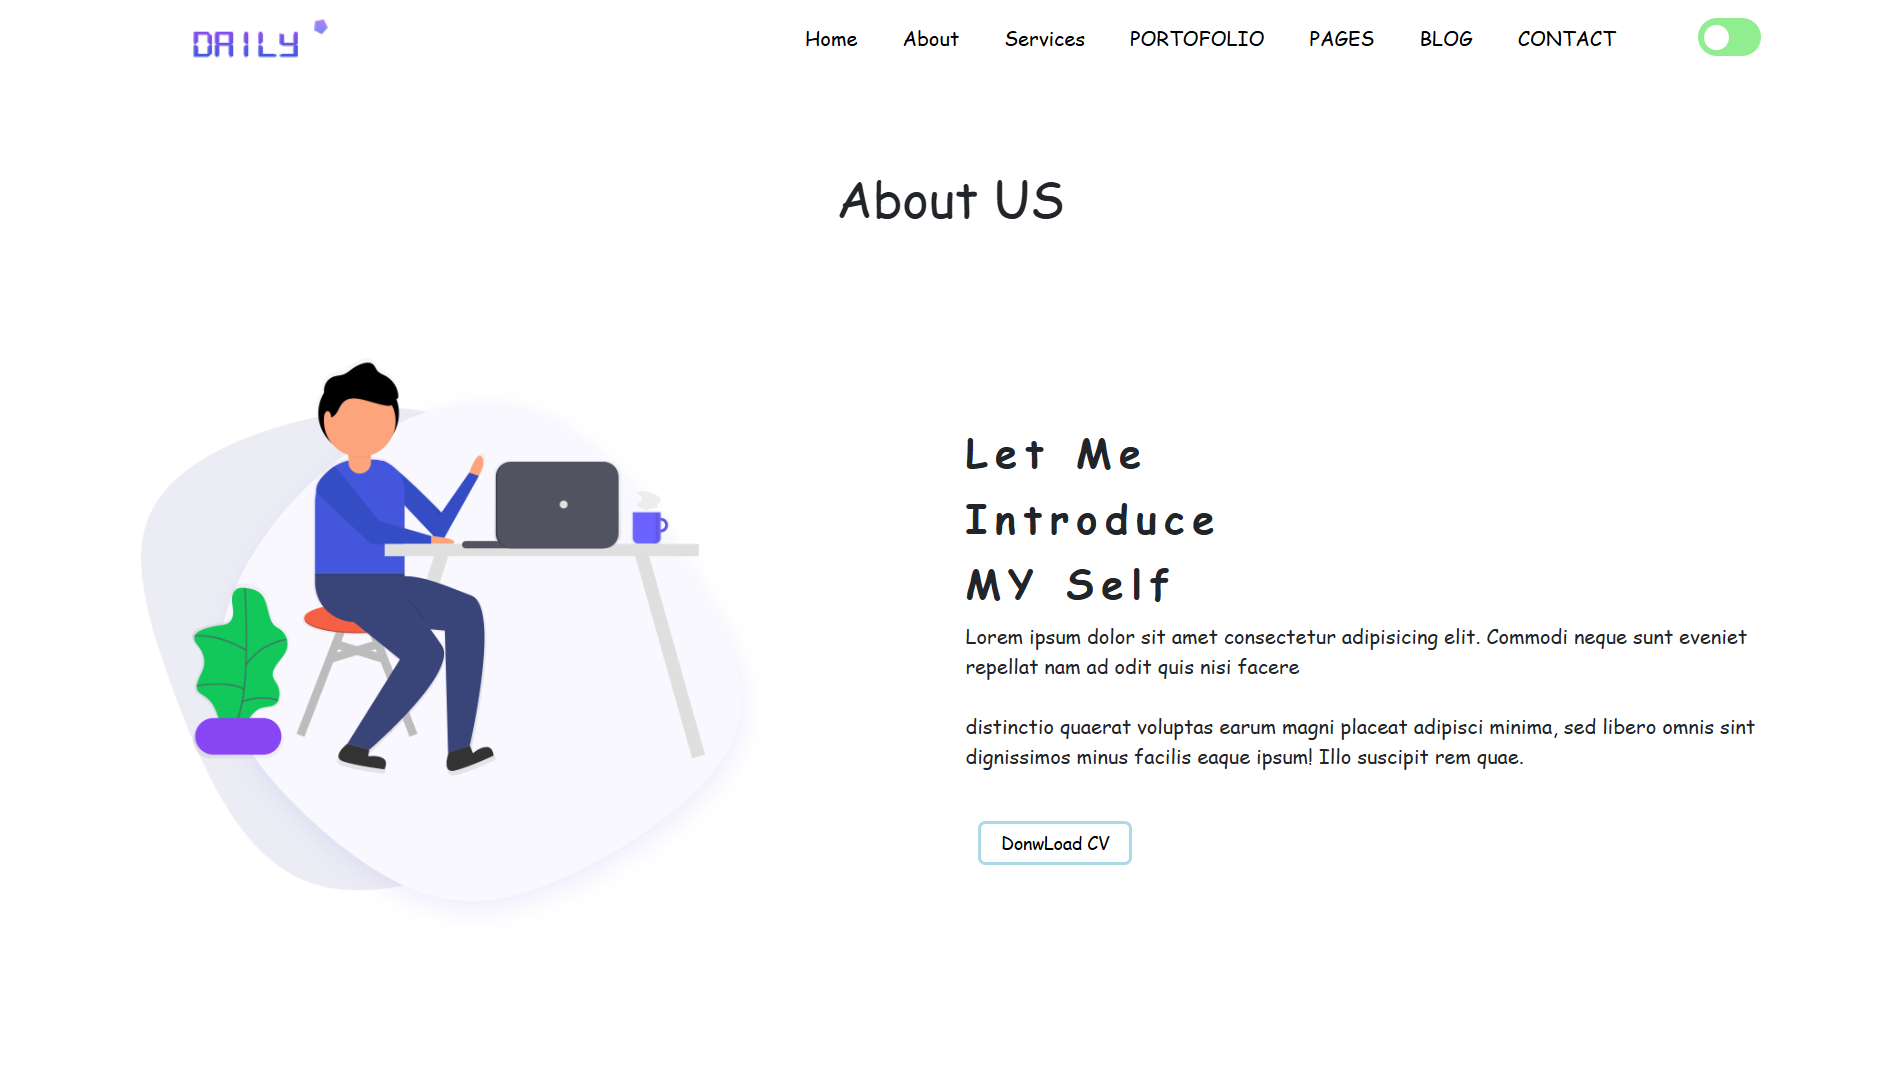 DAILY
Home About Services PORTOFOLIO PAGES BLOG CONTACT
About US
Let Me
Introduce
MY Self
Lorem ipsum dolor sit amet consectetur adipisicing elit. Commodi neque sunt eveniet
repellat nam ad odit quis nisi facere
distinctio quaerat voluptas earum magni placeat adipisci minima, sed libero omnis sint
dignissimos minus facilis eaque ipsum! Illo suscipit rem quae.
DonwLoad CV